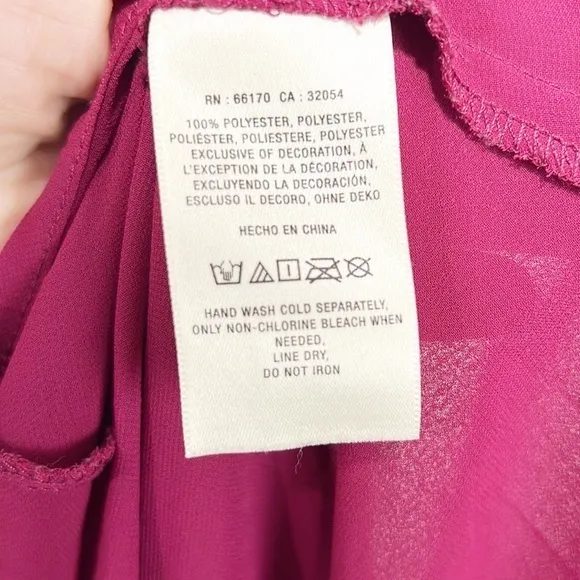 RN : 66170 CA : 32054
100% POLYESTER, POLYESTER,
POLIÉSTER, POLIESTERE, POLYESTER
EXCLUSIVE OF DECORATION, À
L'EXCEPTION DE LA DÉCORATION,
EXCLUYENDO LA DECORACIÓN,
ESCLUSO IL DECORO, OHNE DEKO
HECHO EN CHINA
HAND WASH COLD SEPARATELY,
ONLY NON-CHLORINE BLEACH WHEN
NEEDED,
LINE DRY,
DO NOT IRON